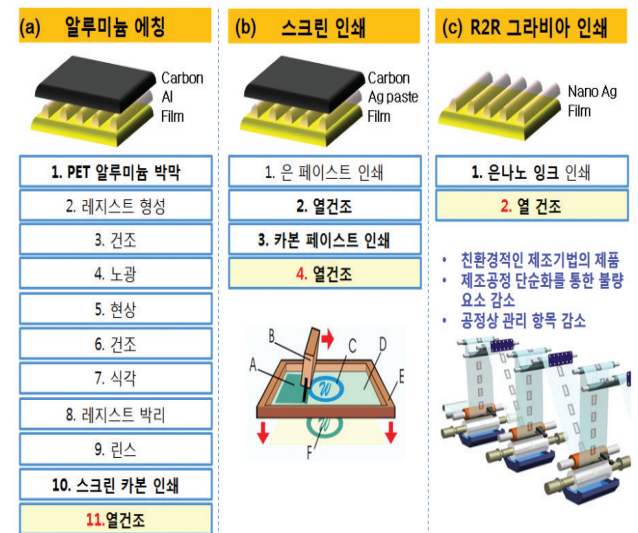 (a) 알루미늄 에칭
Carbon
Al
Film
1. PET 알루미늄 박막
2. 레지스트 형성
3. 건조
4. 노광
5. 현상
6. 건조
7. 식각
8. 레지스트 박리
9. 린스
10. 스크린 카본 인쇄
11.열건조
(b) 스크린 인쇄
Carbon
Ag paste
Film
1. 은 페이스트 인쇄
2. 열건조
3. 카본 페이스트 인쇄
4. 열건조
A
B
C
D
E
F
W
W
(c) R2R 그라비아 인쇄
Nano Ag
Film
1. 은나노 잉크 인쇄
2. 열 건조
• 친환경적인 제조기법의 제품
• 제조공정 단순화를 통한 불량
요소 감소
• 공정상 관리 항목 감소